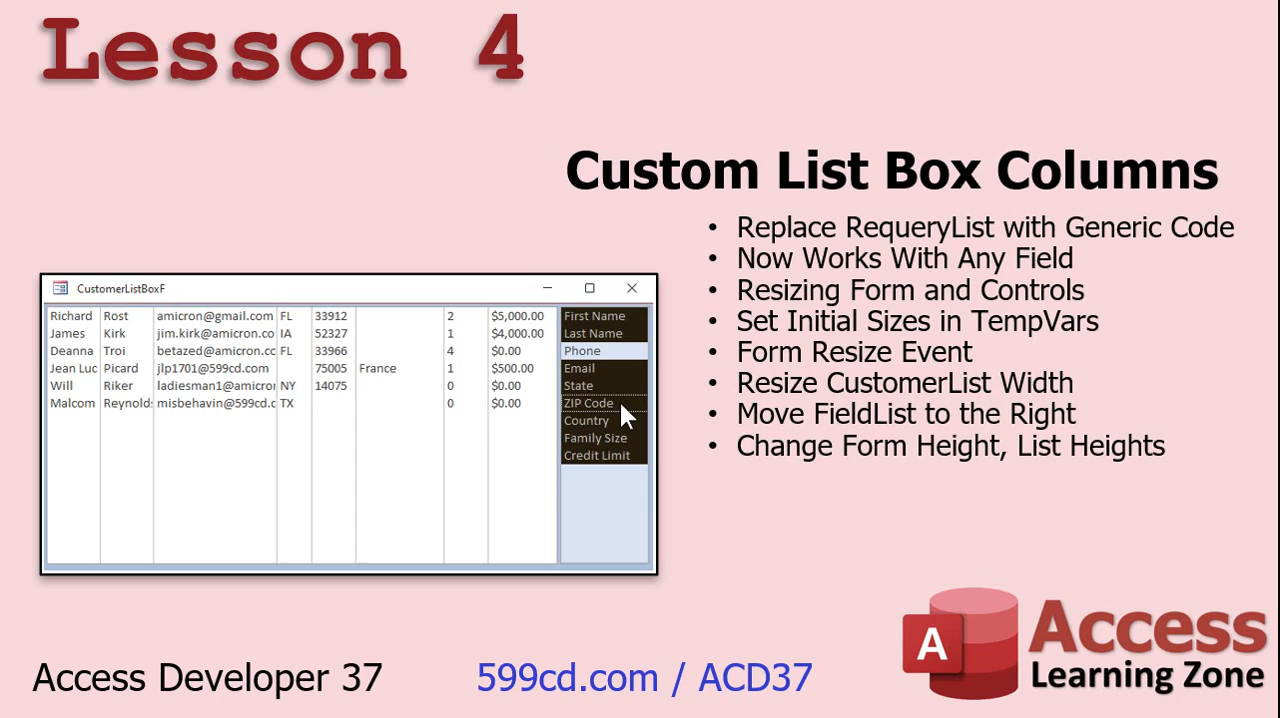 Lesson 4
Custom List Box Columns
• Replace RequeryList with Generic Code
• Now Works With Any Field
• Resizing Form and Controls
• Set Initial Sizes in TempVars
• Form Resize Event
• Resize CustomerList Width
• Move FieldList to the Right
• Change Form Height, List Heights
CustomerListBoxF
Richard Rost amicron@gmail.com FL 33912 2 $5,000.00
James Kirk jim.kirk@amicron.cc IA 52327 1 $4,000.00
Deanna Troi betazed@amicron.cc FL 33966 4 $0.00
Jean Luc Picard jlp1701@599cd.com 75005 France 1 $500.00
Will Riker ladiesman1@amicror NY 14075 0 $0.00
Malcom Reynolds misbehavin@599cd.c TX 0 $0.00
First Name
Last Name
Phone
Email
State
ZIP Code
Country
Family Size
Credit Limit
Access Developer 37
599cd.com / ACD37
A
Access
Learning Zone